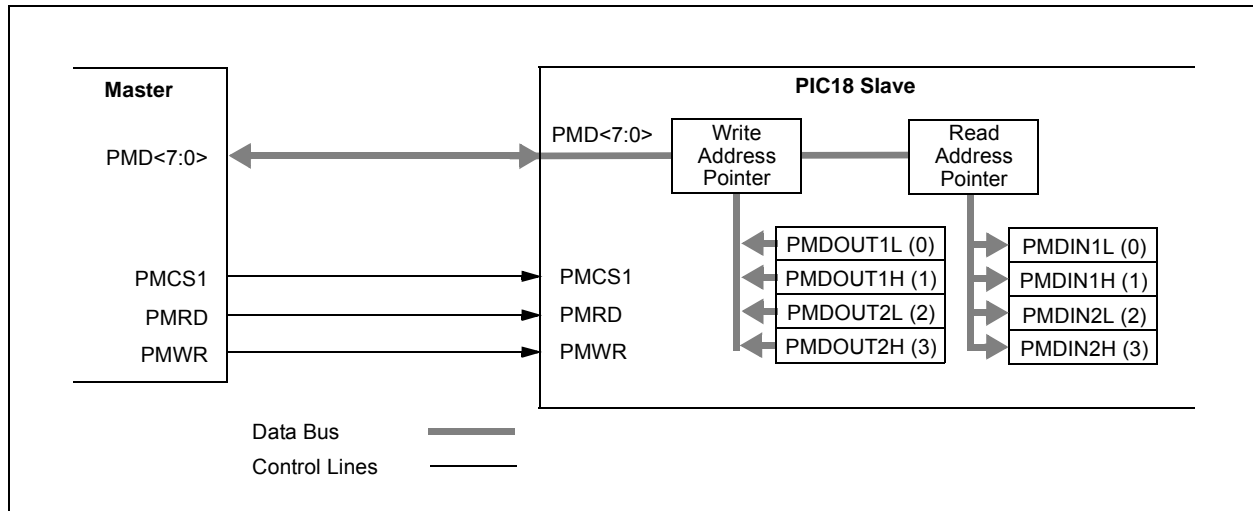 Master
PIC18 Slave
PMD<7:0>
PMD<7:0>
Write
Address
Pointer
Read
Address
Pointer
PMDOUT1L (0)
PMDIN1L (0)
PMCS1
PMCS1
PMDOUT1H (1)
PMDIN1H (1)
PMRD
PMRD
PMDOUT2L (2)
PMDIN2L (2)
PMWR
PMWR
PMDOUT2H (3)
PMDIN2H (3)
Data Bus
Control Lines